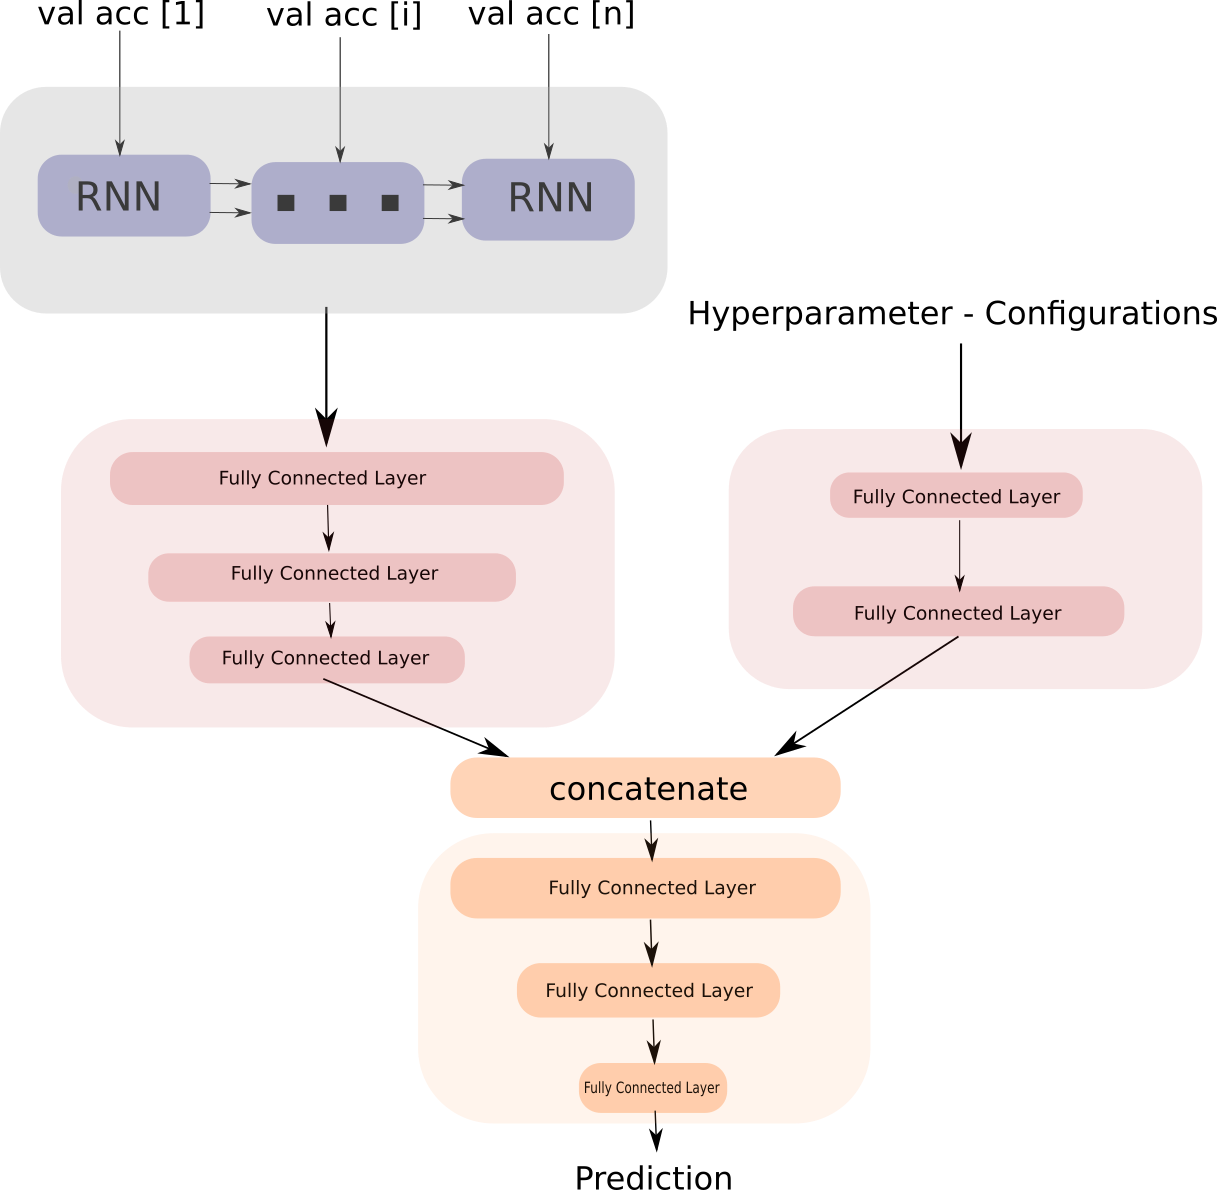 val acc [1]
val acc [i]
val acc [n]
RNN
RNN
Hyperparameter - Configurations
Fully Connected Layer
Fully Connected Layer
Fully Connected Layer
Fully Connected Layer
Fully Connected Layer
concatenate
Fully Connected Layer
Fully Connected Layer
Fully Connected Layer
Prediction